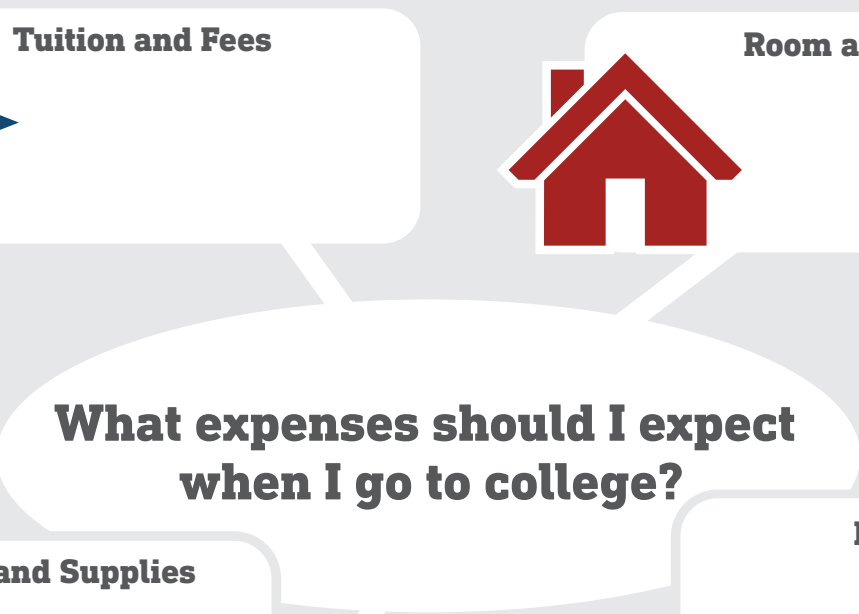 Tuition and Fees
Room a
What expenses should I expect
when I go to college?
and Supplies